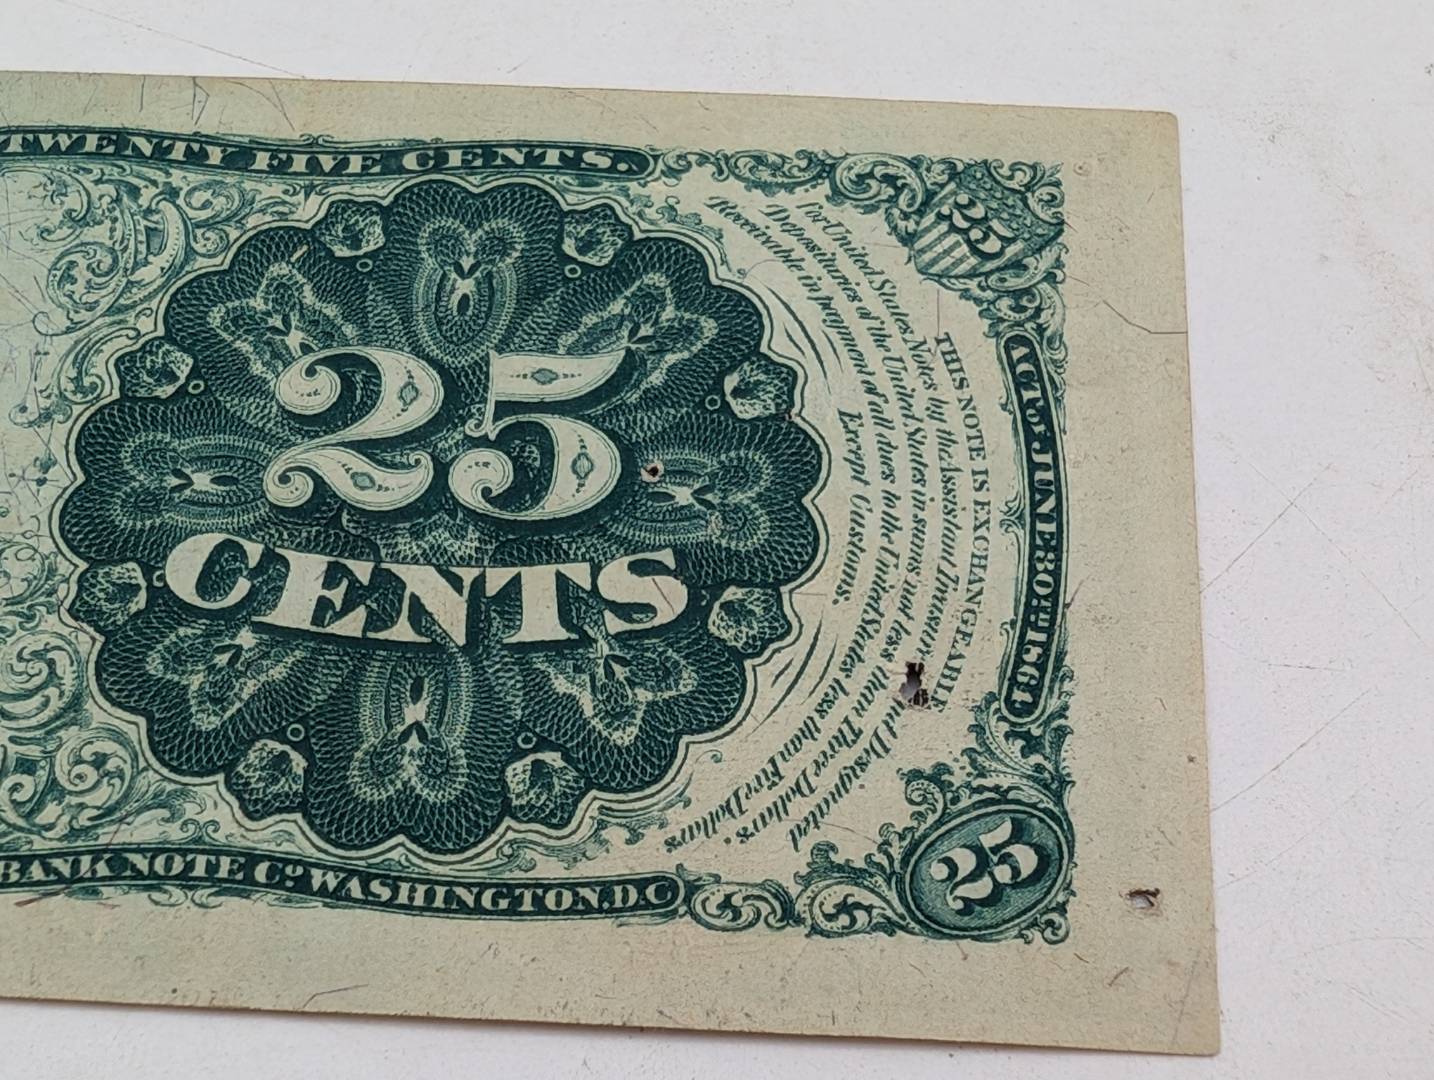 TWENTY FIVE CENTS.
25
THIS NOTE IS EXCHANGEABLE
for United States Notes by the Assistant Treasurers and Designated
Depositaries of the United States in sums not less than Three Dollars.
Receivable in payment of all dues to the United States less than Five Dollars
Except Customs.
ACT OF JUNE 30TH 1864
25
CENTS
25
BANK NOTE Co. WASHINGTON, D.C